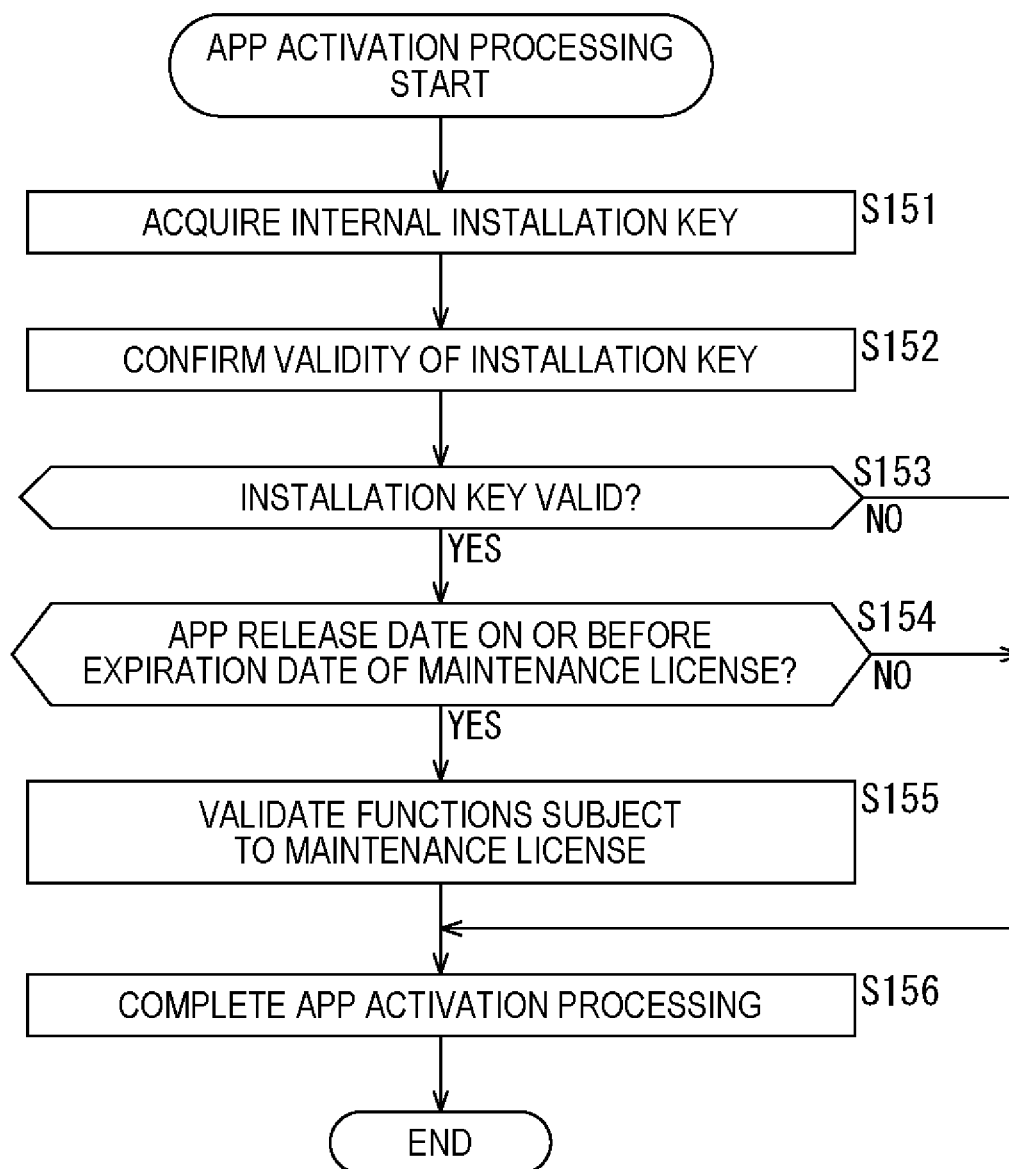 APP ACTIVATION PROCESSING
START
ACQUIRE INTERNAL INSTALLATION KEY
S151
CONFIRM VALIDITY OF INSTALLATION KEY
S152
INSTALLATION KEY VALID?
S153
NO
YES
APP RELEASE DATE ON OR BEFORE
EXPIRATION DATE OF MAINTENANCE LICENSE?
S154
NO
YES
VALIDATE FUNCTIONS SUBJECT
TO MAINTENANCE LICENSE
S155
COMPLETE APP ACTIVATION PROCESSING
S156
END